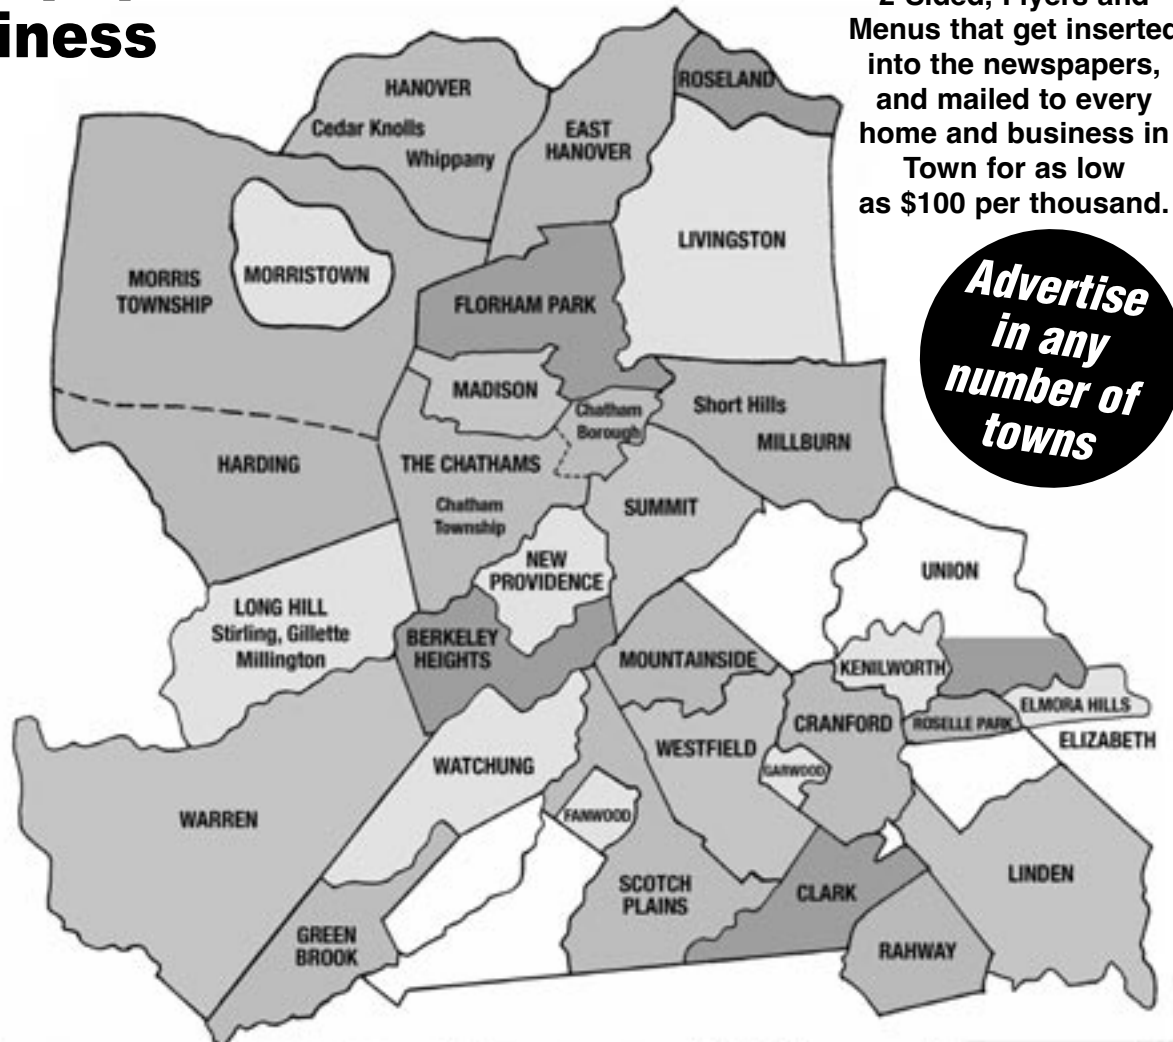 iness
2-Sided, Flyers and
Menus that get inserted
into the newspapers,
and mailed to every
home and business in
Town for as low
as $100 per thousand.
Advertise
in any
number of
towns
HANOVER
Cedar Knolls
Whippany
EAST
HANOVER
ROSELAND
LIVINGSTON
MORRIS
TOWNSHIP
MORRISTOWN
FLORHAM PARK
MADISON
Chatham
Borough
Short Hills
MILLBURN
HARDING
THE CHATHAMS
Chatham
Township
SUMMIT
NEW
PROVIDENCE
UNION
LONG HILL
Stirling, Gillette
Millington
BERKELEY
HEIGHTS
MOUNTAINSIDE
KENILWORTH
ELMORA HILLS
ROSELLE PARK
CRANFORD
ELIZABETH
WESTFIELD
GARWOOD
WATCHUNG
WARREN
FANWOOD
SCOTCH
PLAINS
CLARK
LINDEN
GREEN
BROOK
RAHWAY